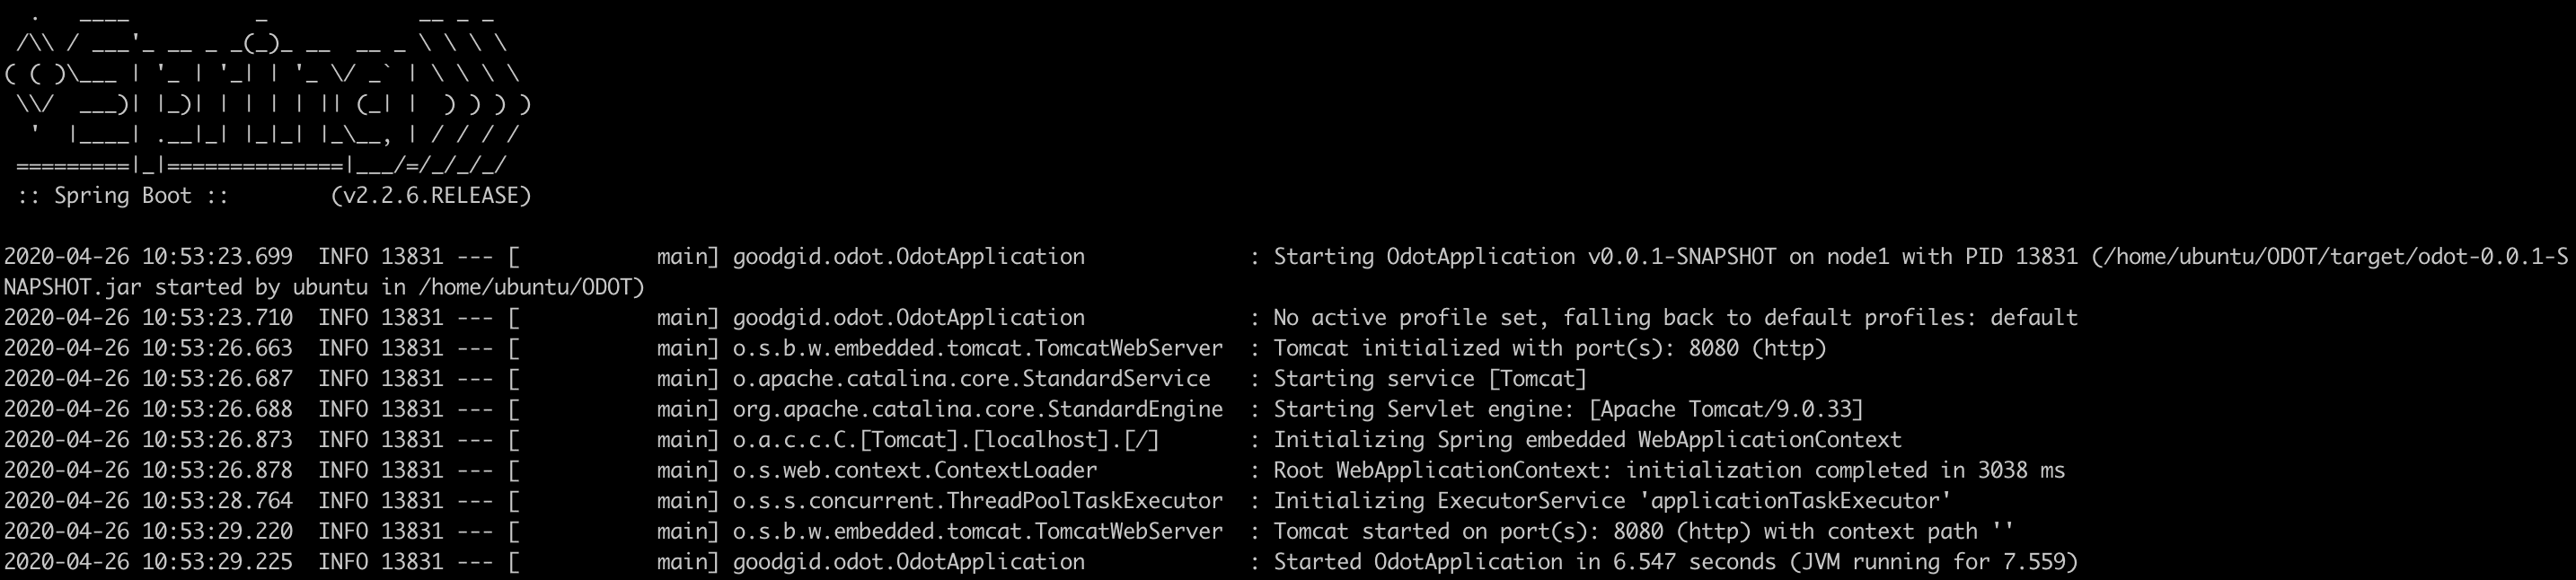 .   ____          _            __ _ _
 /\\ / ___'_ __ _ _(_)_ __  __ _ \ \ \ \
( ( )\___ | '_ | '_| | '_ \/ _` | \ \ \ \
 \\/  ___)| |_)| | | | | || (_| |  ) ) ) )
  '  |____| .__|_| |_|_| |_\__, | / / / /
 =========|_|==============|___/=/_/_/_/
 :: Spring Boot ::        (v2.2.6.RELEASE)

2020-04-26 10:53:23.699  INFO 13831 --- [           main] goodgid.odot.OdotApplication             : Starting OdotApplication v0.0.1-SNAPSHOT on node1 with PID 13831 (/home/ubuntu/ODOT/target/odot-0.0.1-S
NAPSHOT.jar started by ubuntu in /home/ubuntu/ODOT)
2020-04-26 10:53:23.710  INFO 13831 --- [           main] goodgid.odot.OdotApplication             : No active profile set, falling back to default profiles: default
2020-04-26 10:53:26.663  INFO 13831 --- [           main] o.s.b.w.embedded.tomcat.TomcatWebServer  : Tomcat initialized with port(s): 8080 (http)
2020-04-26 10:53:26.687  INFO 13831 --- [           main] o.apache.catalina.core.StandardService   : Starting service [Tomcat]
2020-04-26 10:53:26.688  INFO 13831 --- [           main] org.apache.catalina.core.StandardEngine  : Starting Servlet engine: [Apache Tomcat/9.0.33]
2020-04-26 10:53:26.873  INFO 13831 --- [           main] o.a.c.c.C.[Tomcat].[localhost].[/]       : Initializing Spring embedded WebApplicationContext
2020-04-26 10:53:26.878  INFO 13831 --- [           main] o.s.web.context.ContextLoader            : Root WebApplicationContext: initialization completed in 3038 ms
2020-04-26 10:53:28.764  INFO 13831 --- [           main] o.s.s.concurrent.ThreadPoolTaskExecutor  : Initializing ExecutorService 'applicationTaskExecutor'
2020-04-26 10:53:29.220  INFO 13831 --- [           main] o.s.b.w.embedded.tomcat.TomcatWebServer  : Tomcat started on port(s): 8080 (http) with context path ''
2020-04-26 10:53:29.225  INFO 13831 --- [           main] goodgid.odot.OdotApplication             : Started OdotApplication in 6.547 seconds (JVM running for 7.559)